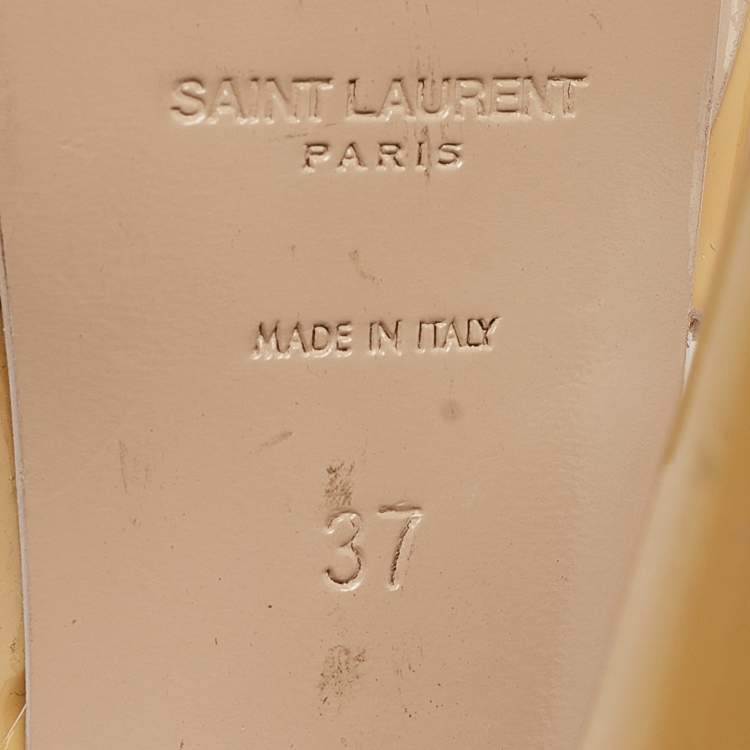 SAINT LAURENT
PARIS
MADE IN ITALY
37